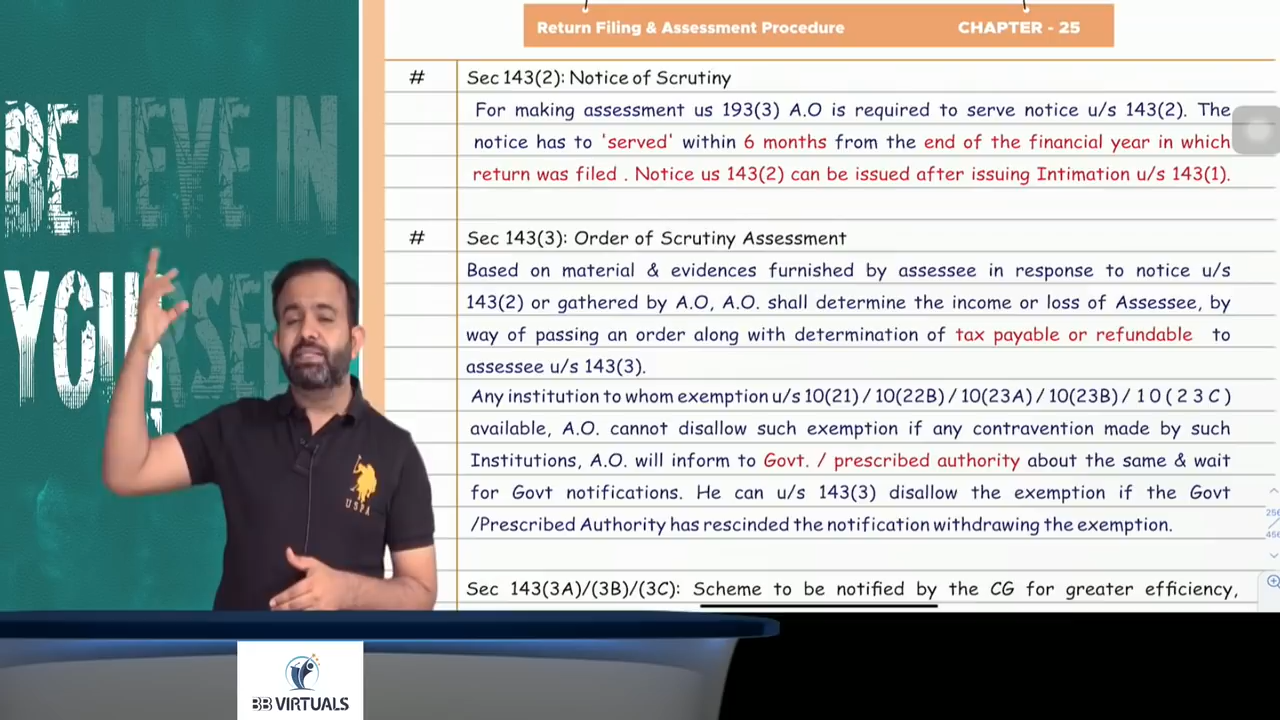 BELIEVE IN
YOURSE
Return Filing & Assessment Procedure CHAPTER - 25
# Sec 143(2): Notice of Scrutiny
For making assessment us 193(3) A.O is required to serve notice u/s 143(2). The
notice has to 'served' within 6 months from the end of the financial year in which
return was filed . Notice us 143(2) can be issued after issuing Intimation u/s 143(1).
# Sec 143(3): Order of Scrutiny Assessment
Based on material & evidences furnished by assessee in response to notice u/s
143(2) or gathered by A.O, A.O. shall determine the income or loss of Assessee, by
way of passing an order along with determination of tax payable or refundable to
assessee u/s 143(3).
Any institution to whom exemption u/s 10(21) / 10(22B) / 10(23A) / 10(23B) / 1 0 ( 2 3 C )
available, A.O. cannot disallow such exemption if any contravention made by such
Institutions, A.O. will inform to Govt. / prescribed authority about the same & wait
for Govt notifications. He can u/s 143(3) disallow the exemption if the Govt
/Prescribed Authority has rescinded the notification withdrawing the exemption.
Sec 143(3A)/(3B)/(3C): Scheme to be notified by the CG for greater efficiency,
256
456
USPA
BB VIRTUALS